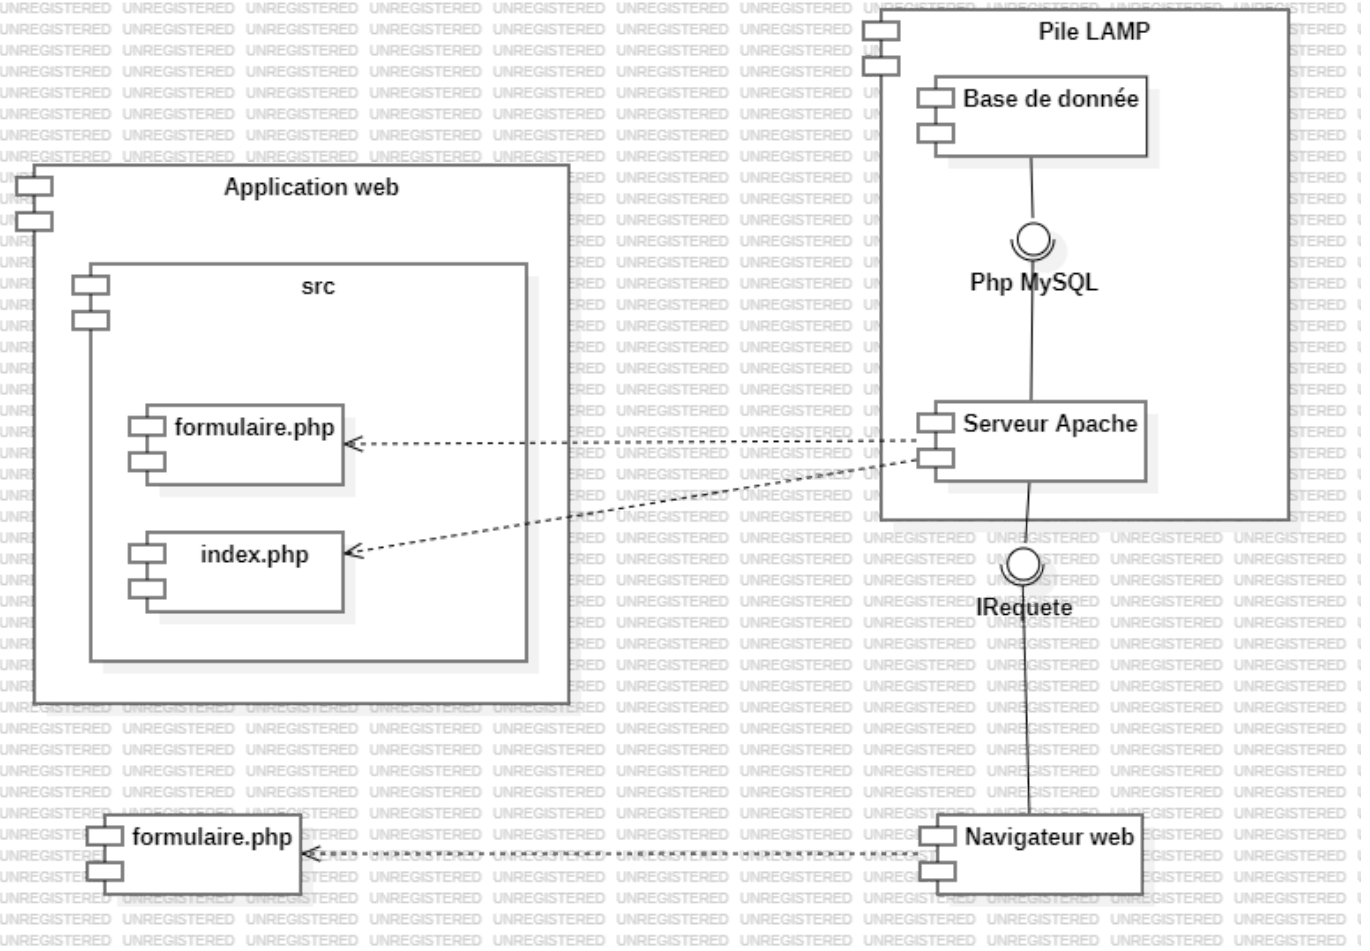 Pile LAMP
Base de donnée
Php MySQL
Serveur Apache
IRequete
Navigateur web
Application web
src
formulaire.php
index.php
formulaire.php
UNREGISTERED